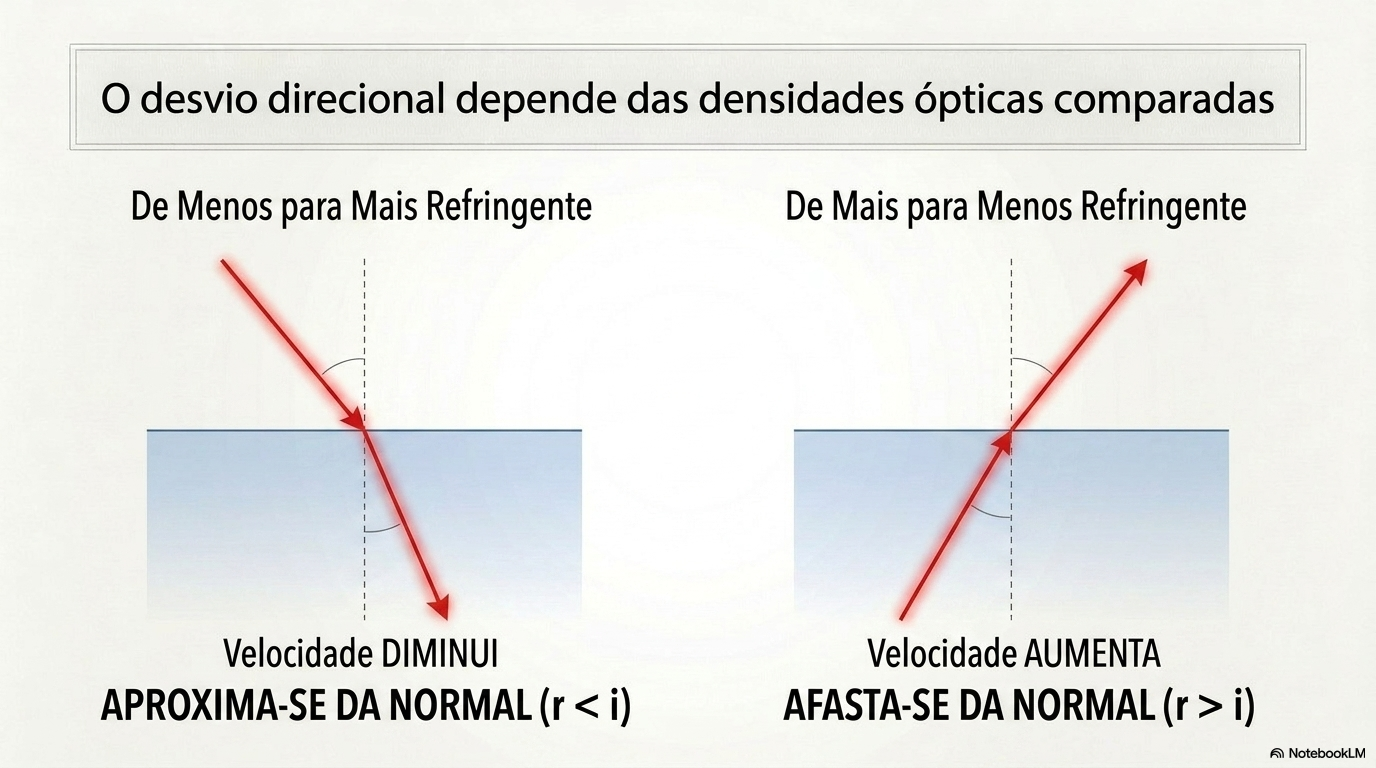 O desvio direcional depende das densidades ópticas comparadas
De Menos para Mais Refringente
De Mais para Menos Refringente
Velocidade DIMINUI
APROXIMA-SE DA NORMAL (r < i)
Velocidade AUMENTA
AFASTA-SE DA NORMAL (r > i)
NotebookLM